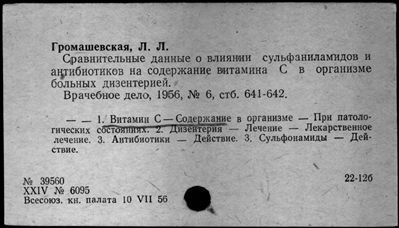 Громашевская, Л. Л.
Сравнительные данные о влиянии сульфаниламидов и
антибиотиков на содержание витамина С в организме
больных дизентерией.
Врачебное дело, 1956, № 6, стб. 641-642.
— — 1. Витамин С — Содержание в организме — При патоло-
гических состояниях. 2. Дизентерия — Лечение — Лекарственное
лечение. 3. Антибиотики — Действие. 3. Сульфонамиды — Дей-
ствие.
№ 39560
22-12б
XXIV № 6095
Всесоюз. кн. палата 10 VII 56